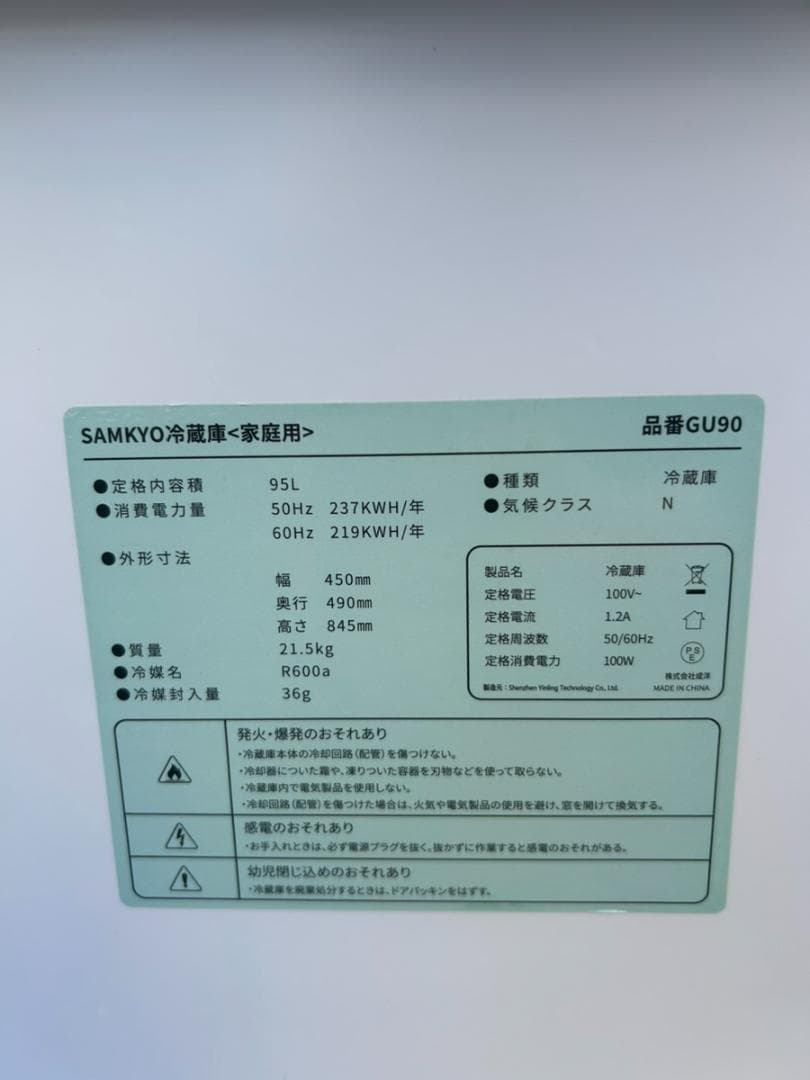 SAMKYO冷蔵庫<家庭用>
品番GU90
●定格内容積 95L
●消費電力量 50Hz 237KWH/年
60Hz 219KWH/年
●外形寸法
幅 450mm
奥行 490mm
高さ 845mm
●質量 21.5kg
●冷媒名 R600a
●冷媒封入量 36g
●種類 冷蔵庫
●気候クラス N
製品名 冷蔵庫
定格電圧 100V~
定格電流 1.2A
定格周波数 50/60Hz
定格消費電力 100W
PSE
株式会社成洋
製造元：Shenzhen Yinling Technology Co., Ltd. MADE IN CHINA
発火・爆発のおそれあり
・冷蔵庫本体の冷却回路（配管）を傷つけない。
・冷却器についた霜や、凍りついた容器を刃物などを使って取らない。
・冷蔵庫内で電気製品を使用しない。
・冷却回路（配管）を傷つけた場合は、火気や電気製品の使用を避け、窓を開けて換気する。
感電のおそれあり
・お手入れときは、必ず電源プラグを抜く。抜かずに作業すると感電のおそれがある。
幼児閉じ込めのおそれあり
・冷蔵庫を廃棄処分するときは、ドアパッキンをはずす。